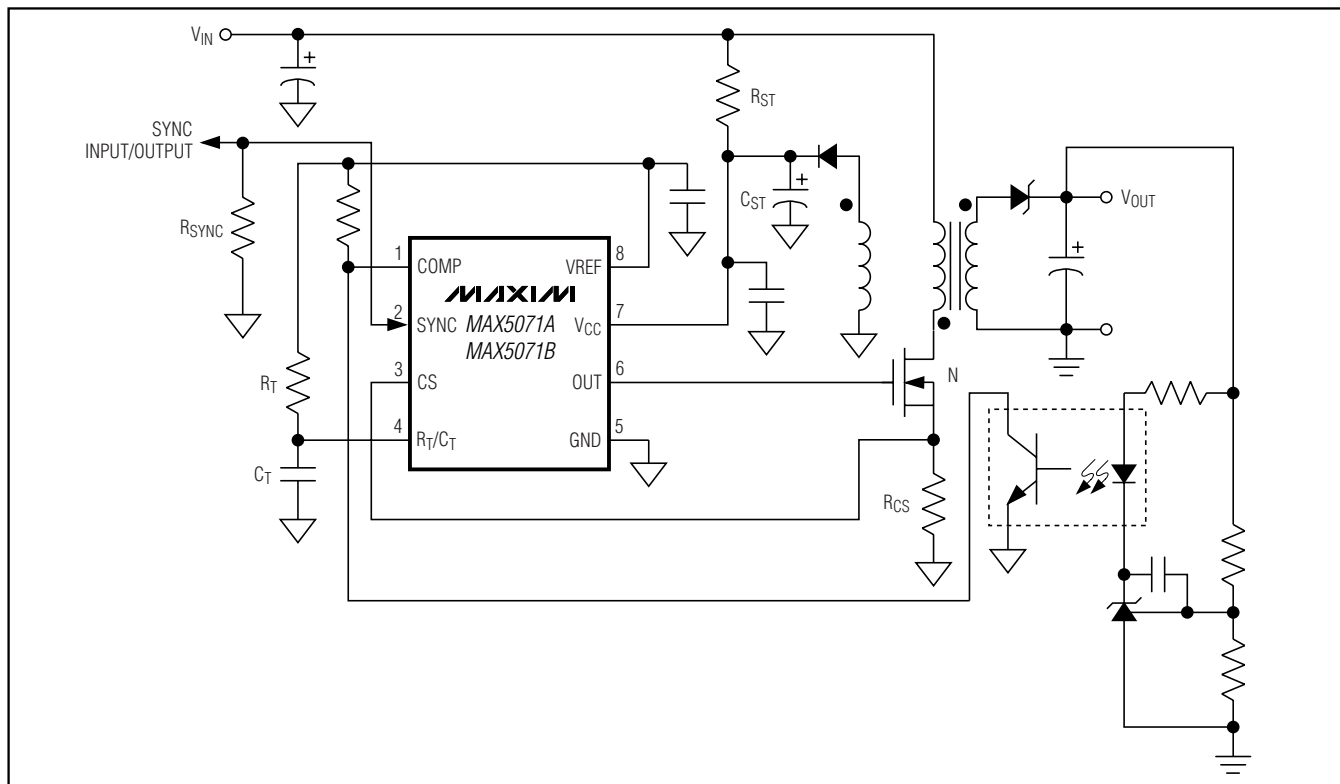 VIN
RST
SYNC
INPUT/OUTPUT
CST
VOUT
RSYNC
1
COMP
VREF
8
MAXIM
2
SYNC
MAX5071A
MAX5071B
VCC
7
3
CS
OUT
6
N
RT
4
RT/CT
GND
5
CT
RCS
+
+
+